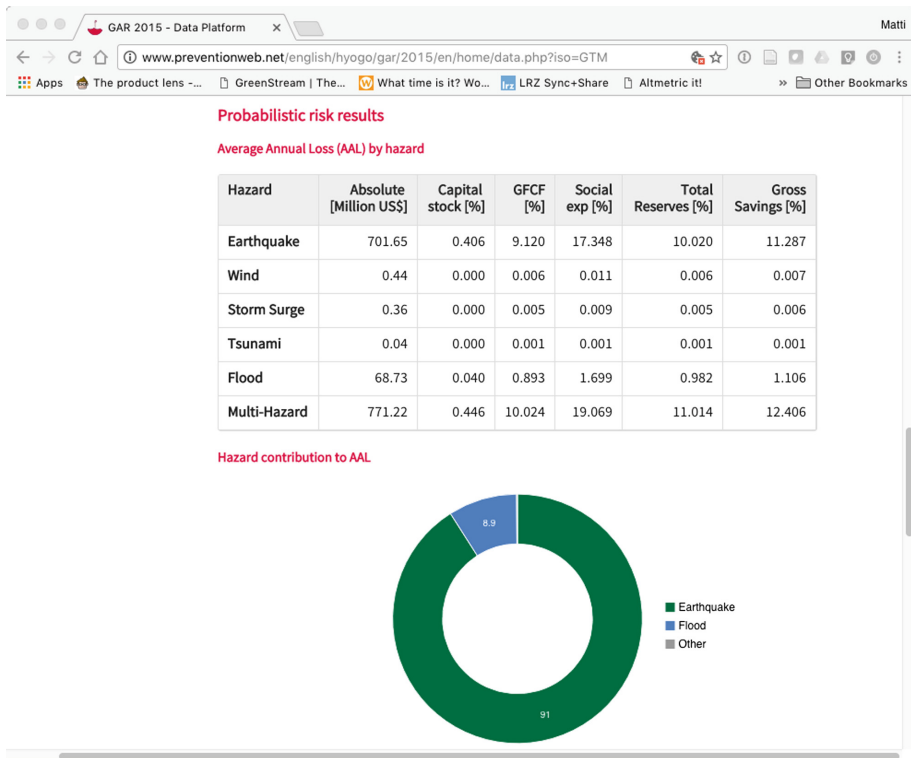 GAR 2015 - Data Platform
Matti
www.preventionweb.net/english/hyogo/gar/2015/en/home/data.php?iso=GTM
Apps The product lens -... GreenStream | The... What time is it? Wo... LRZ Sync+Share Altmetric it! » Other Bookmarks
Probabilistic risk results
Average Annual Loss (AAL) by hazard
Hazard Absolute [Million US$] Capital stock [%] GFCF [%] Social exp [%] Total Reserves [%] Gross Savings [%]
Earthquake 701.65 0.406 9.120 17.348 10.020 11.287
Wind 0.44 0.000 0.006 0.011 0.006 0.007
Storm Surge 0.36 0.000 0.005 0.009 0.005 0.006
Tsunami 0.04 0.000 0.001 0.001 0.001 0.001
Flood 68.73 0.040 0.893 1.699 0.982 1.106
Multi-Hazard 771.22 0.446 10.024 19.069 11.014 12.406
Hazard contribution to AAL
8.9
Earthquake
Flood
Other
91